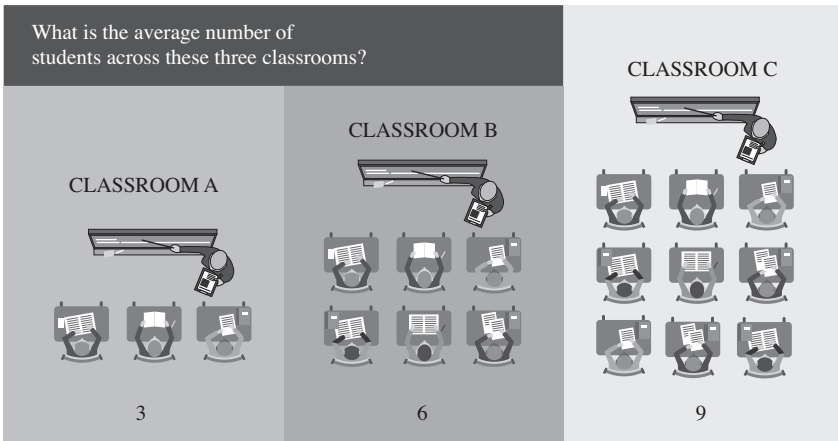 What is the average number of
students across these three classrooms?
CLASSROOM A
3
CLASSROOM B
6
CLASSROOM C
9